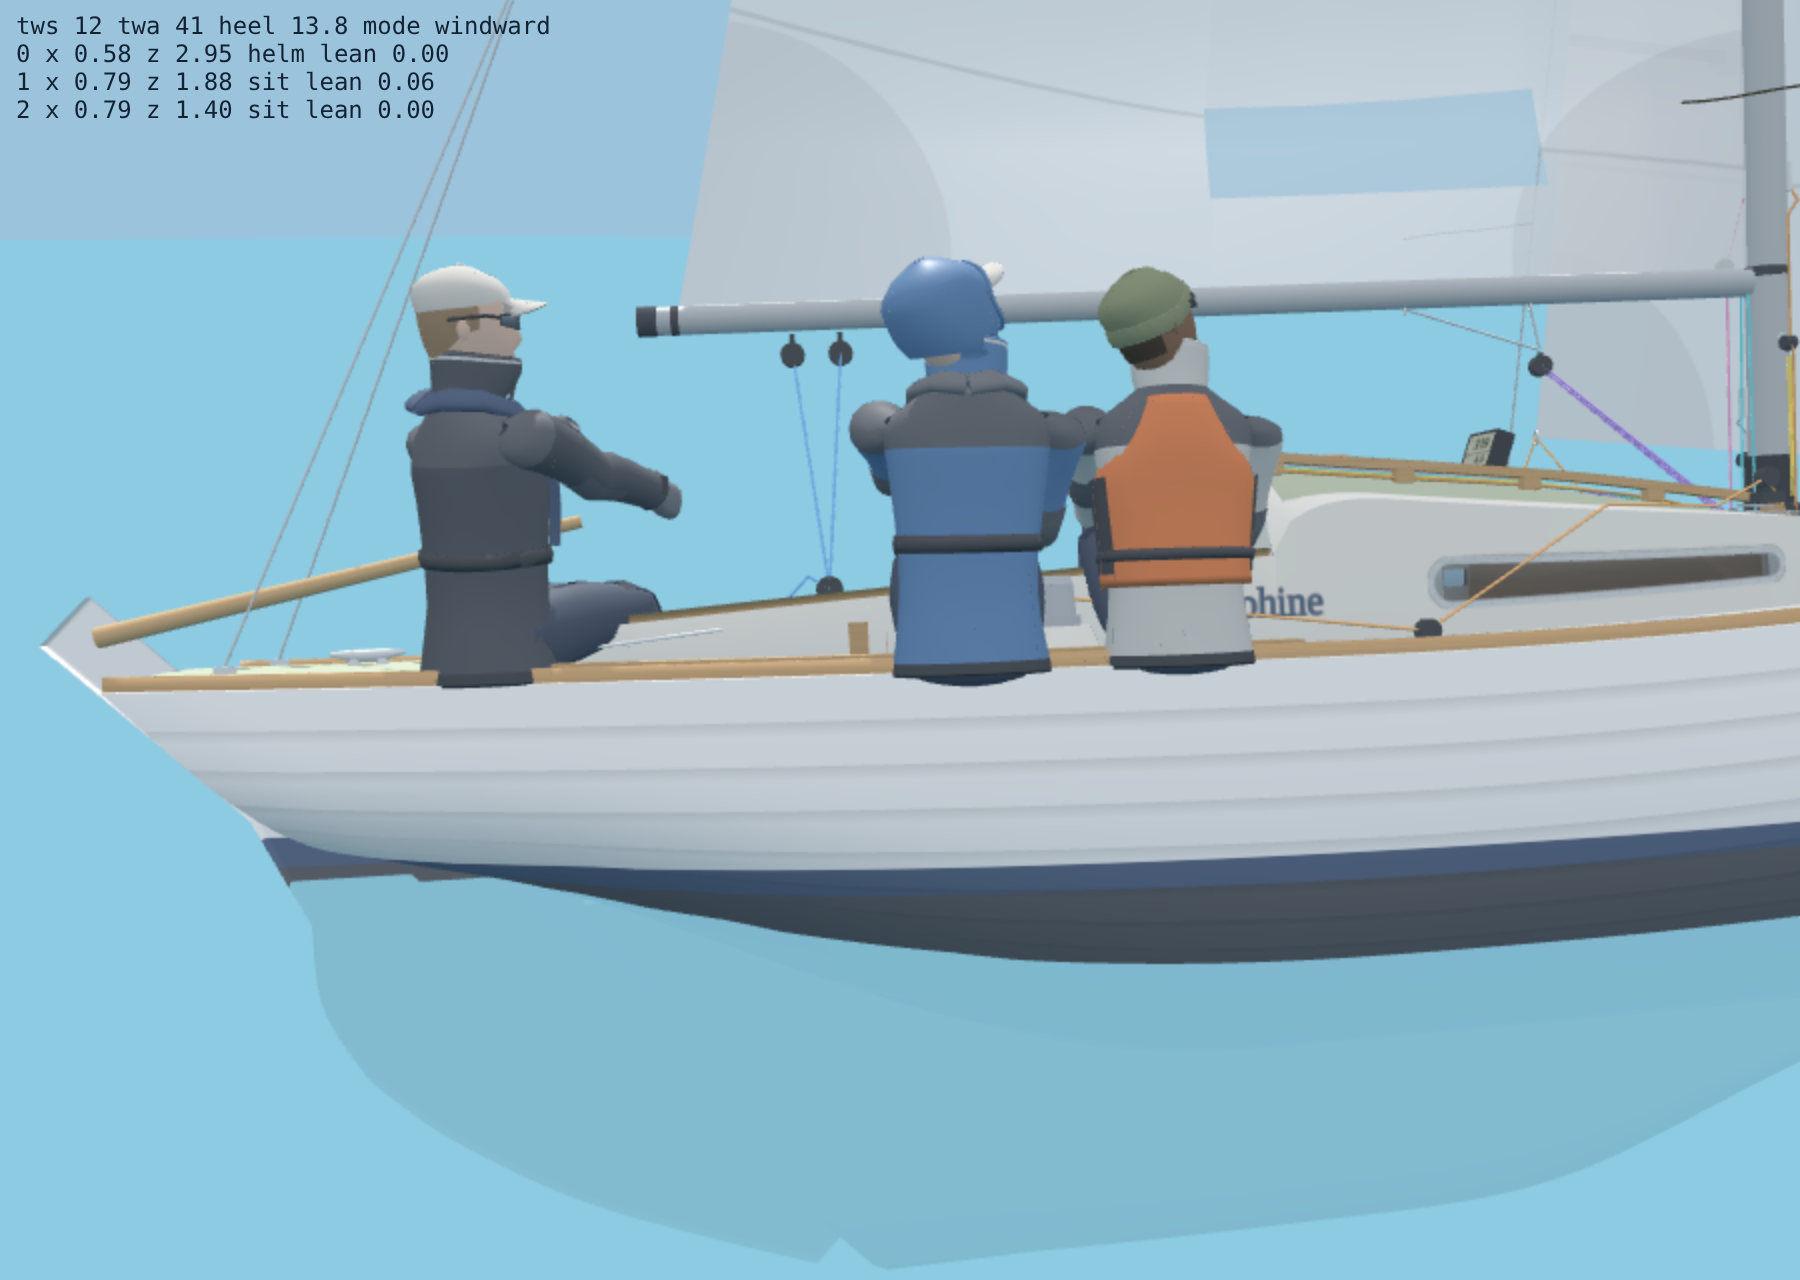 tws 12 twa 41 heel 13.8 mode windward
0 x 0.58 z 2.95 helm lean 0.00
1 x 0.79 z 1.88 sit lean 0.06
2 x 0.79 z 1.40 sit lean 0.00
phine